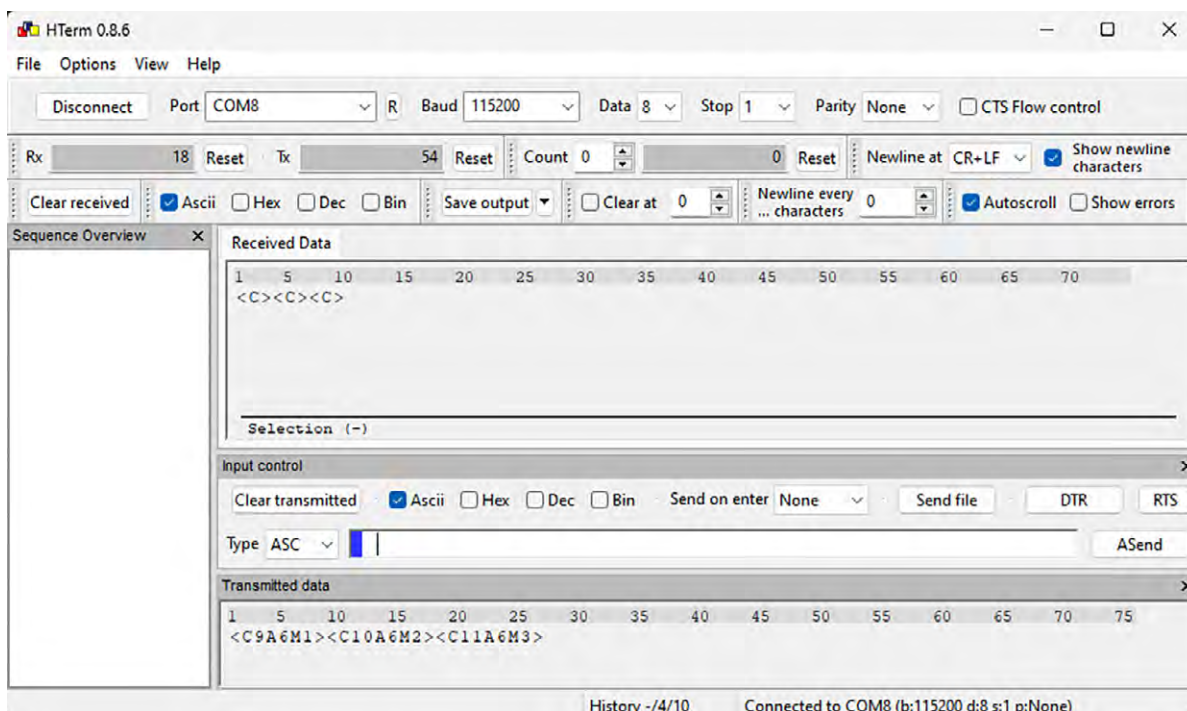 HTerm 0.8.6
File Options View Help
Disconnect Port COM8 R Baud 115200 Data 8 Stop 1 Parity None CTS Flow control
Rx 18 Reset Tx 54 Reset Count 0 0 Reset Newline at CR+LF Show newline characters
Clear received Ascii Hex Dec Bin Save output Clear at 0 Newline every ... characters 0 Autoscroll Show errors
Sequence Overview X Received Data
1 5 10 15 20 25 30 35 40 45 50 55 60 65 70
<C><C><C>
Selection (-)
Input control
Clear transmitted Ascii Hex Dec Bin Send on enter None Send file DTR RTS
Type ASC ASend
Transmitted data
1 5 10 15 20 25 30 35 40 45 50 55 60 65 70 75
<C9A6M1><C10A6M2><C11A6M3>
History -/4/10 Connected to COM8 (b:115200 d:8 s:1 p:None)